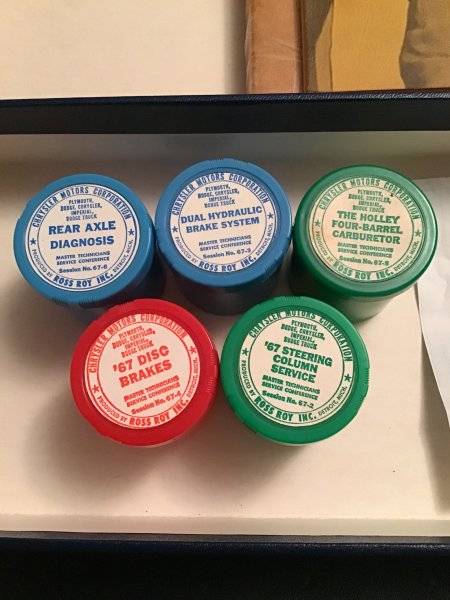 CHRYSLER MOTORS CORPORATION
PLYMOUTH,
DODGE, CHRYSLER,
IMPERIAL,
DODGE TRUCK
REAR AXLE
DIAGNOSIS
MASTER TECHNICIANS
SERVICE CONFERENCE
Session No.
PRODUCED BY ROSS ROY INC. DETROIT, MICH.
CHRYSLER MOTORS CORPORATION
PLYMOUTH,
DODGE, CHRYSLER,
IMPERIAL,
DODGE TRUCK
DUAL HYDRAULIC
BRAKE SYSTEM
MASTER TECHNICIANS
SERVICE CONFERENCE
Session No.
PRODUCED BY ROSS ROY INC. DETROIT, MICH.
CHRYSLER MOTORS CORPORATION
PLYMOUTH,
DODGE, CHRYSLER,
IMPERIAL,
DODGE TRUCK
THE HOLLEY
FOUR-BARREL
CARBURETOR
MASTER TECHNICIANS
SERVICE CONFERENCE
Session No.
PRODUCED BY ROSS ROY INC. DETROIT, MICH.
CHRYSLER MOTORS CORPORATION
PLYMOUTH,
DODGE, CHRYSLER,
IMPERIAL,
DODGE TRUCK
'67 DISC
BRAKES
MASTER TECHNICIANS
SERVICE CONFERENCE
Session No. 67-4
PRODUCED BY ROSS ROY INC. DETROIT, MICH.
CHRYSLER MOTORS CORPORATION
PLYMOUTH,
DODGE, CHRYSLER,
IMPERIAL,
DODGE TRUCK
'67 STEERING
COLUMN
SERVICE
MASTER TECHNICIANS
SERVICE CONFERENCE
Session No. 67-2
PRODUCED BY ROSS ROY INC. DETROIT, MICH.